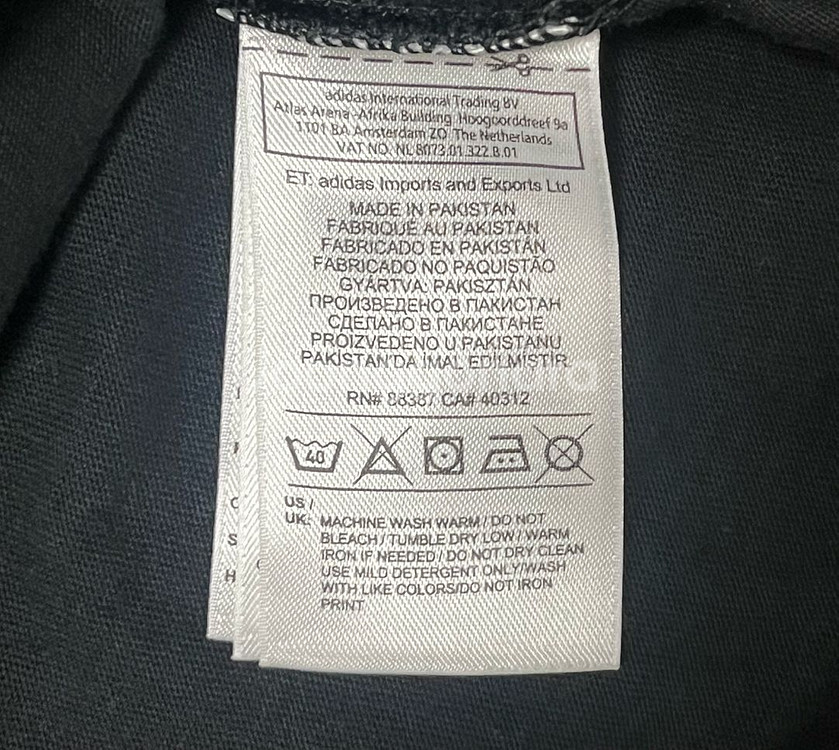 adidas International Trading BV
Atlas Arena-Afrika Building, Hoogoorddreef 9a
1101 BA Amsterdam ZO The Netherlands
VAT NO. NL 8073.01.322.B.01
ET: adidas Imports and Exports Ltd
MADE IN PAKISTAN
FABRIQUÉ AU PAKISTAN
FABRICADO EN PAKISTÁN
FABRICADO NO PAQUISTÃO
GYÁRTVA: PAKISZTÁN
ПРОИЗВЕДЕНО В ПАКИСТАН
СДЕЛАНО В ПАКИСТАНЕ
PROIZVEDENO U PAKISTANU
PAKİSTAN'DA İMAL EDİLMİŞTİR
RN# 88387 CA# 40312
40
US /
UK: MACHINE WASH WARM / DO NOT
BLEACH / TUMBLE DRY LOW / WARM
IRON IF NEEDED / DO NOT DRY CLEAN
USE MILD DETERGENT ONLY/WASH
WITH LIKE COLORS/DO NOT IRON
PRINT
C
S
H